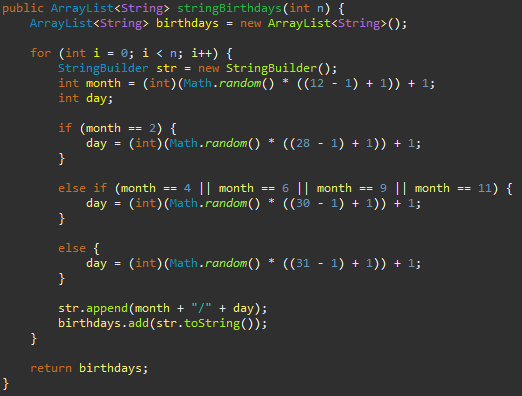 public ArrayList<String> stringBirthdays(int n) {
ArrayList<String> birthdays = new ArrayList<String>();
for (int i = 0; i < n; i++) {
StringBuilder str = new StringBuilder();
int month = (int)(Math.random() * ((12 - 1) + 1)) + 1;
int day;
if (month == 2) {
day = (int)(Math.random() * ((28 - 1) + 1)) + 1;
}
else if (month == 4 || month == 6 || month == 9 || month == 11) {
day = (int)(Math.random() * ((30 - 1) + 1)) + 1;
}
else {
day = (int)(Math.random() * ((31 - 1) + 1)) + 1;
}
str.append(month + "/" + day);
birthdays.add(str.toString());
}
return birthdays;
}